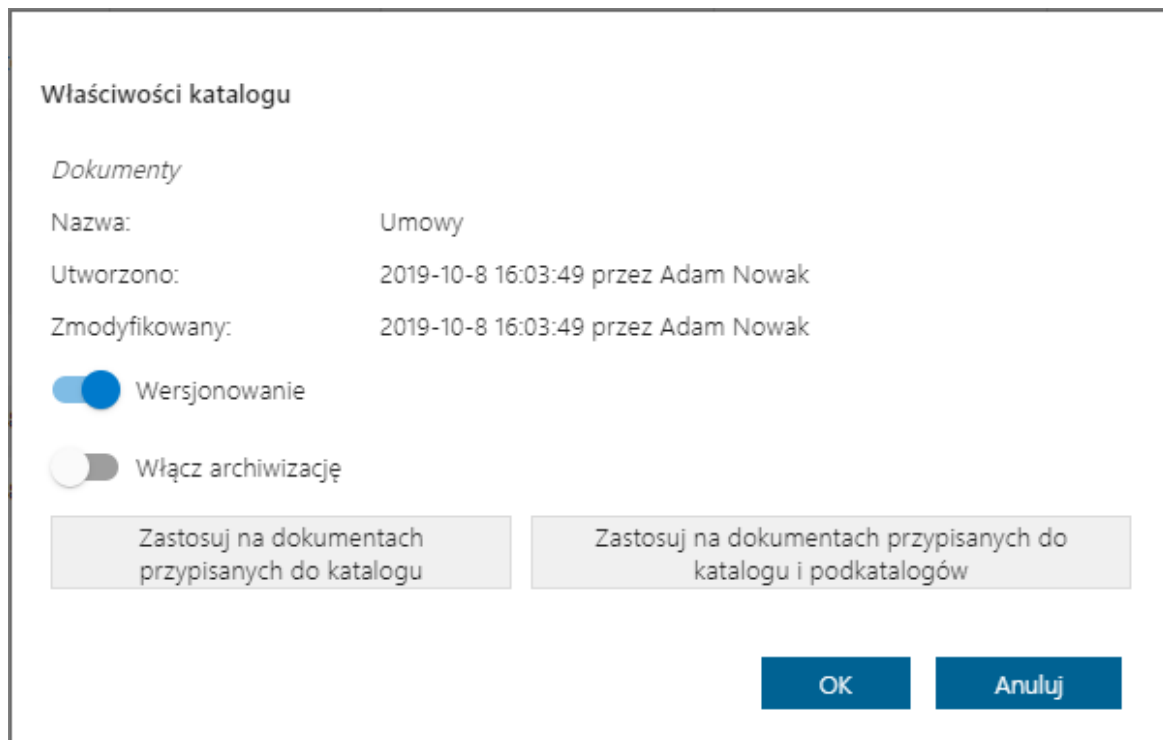 Właściwości katalogu
Dokumenty
Nazwa: Umowy
Utworzono: 2019-10-8 16:03:49 przez Adam Nowak
Zmodyfikowany: 2019-10-8 16:03:49 przez Adam Nowak
Wersjonowanie
Włącz archiwizację
Zastosuj na dokumentach
przypisanych do katalogu
Zastosuj na dokumentach przypisanych do
katalogu i podkatalogów
OK Anuluj